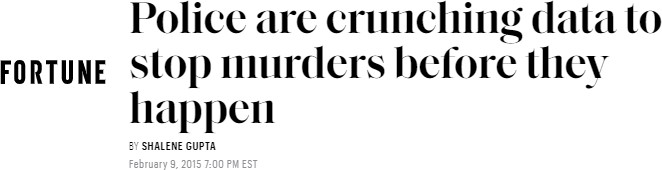 Police are crunching data to
FORTUNE stop murders before they
happen
BY SHALENE GUPTA
February 9, 2015 7:00 PM EST